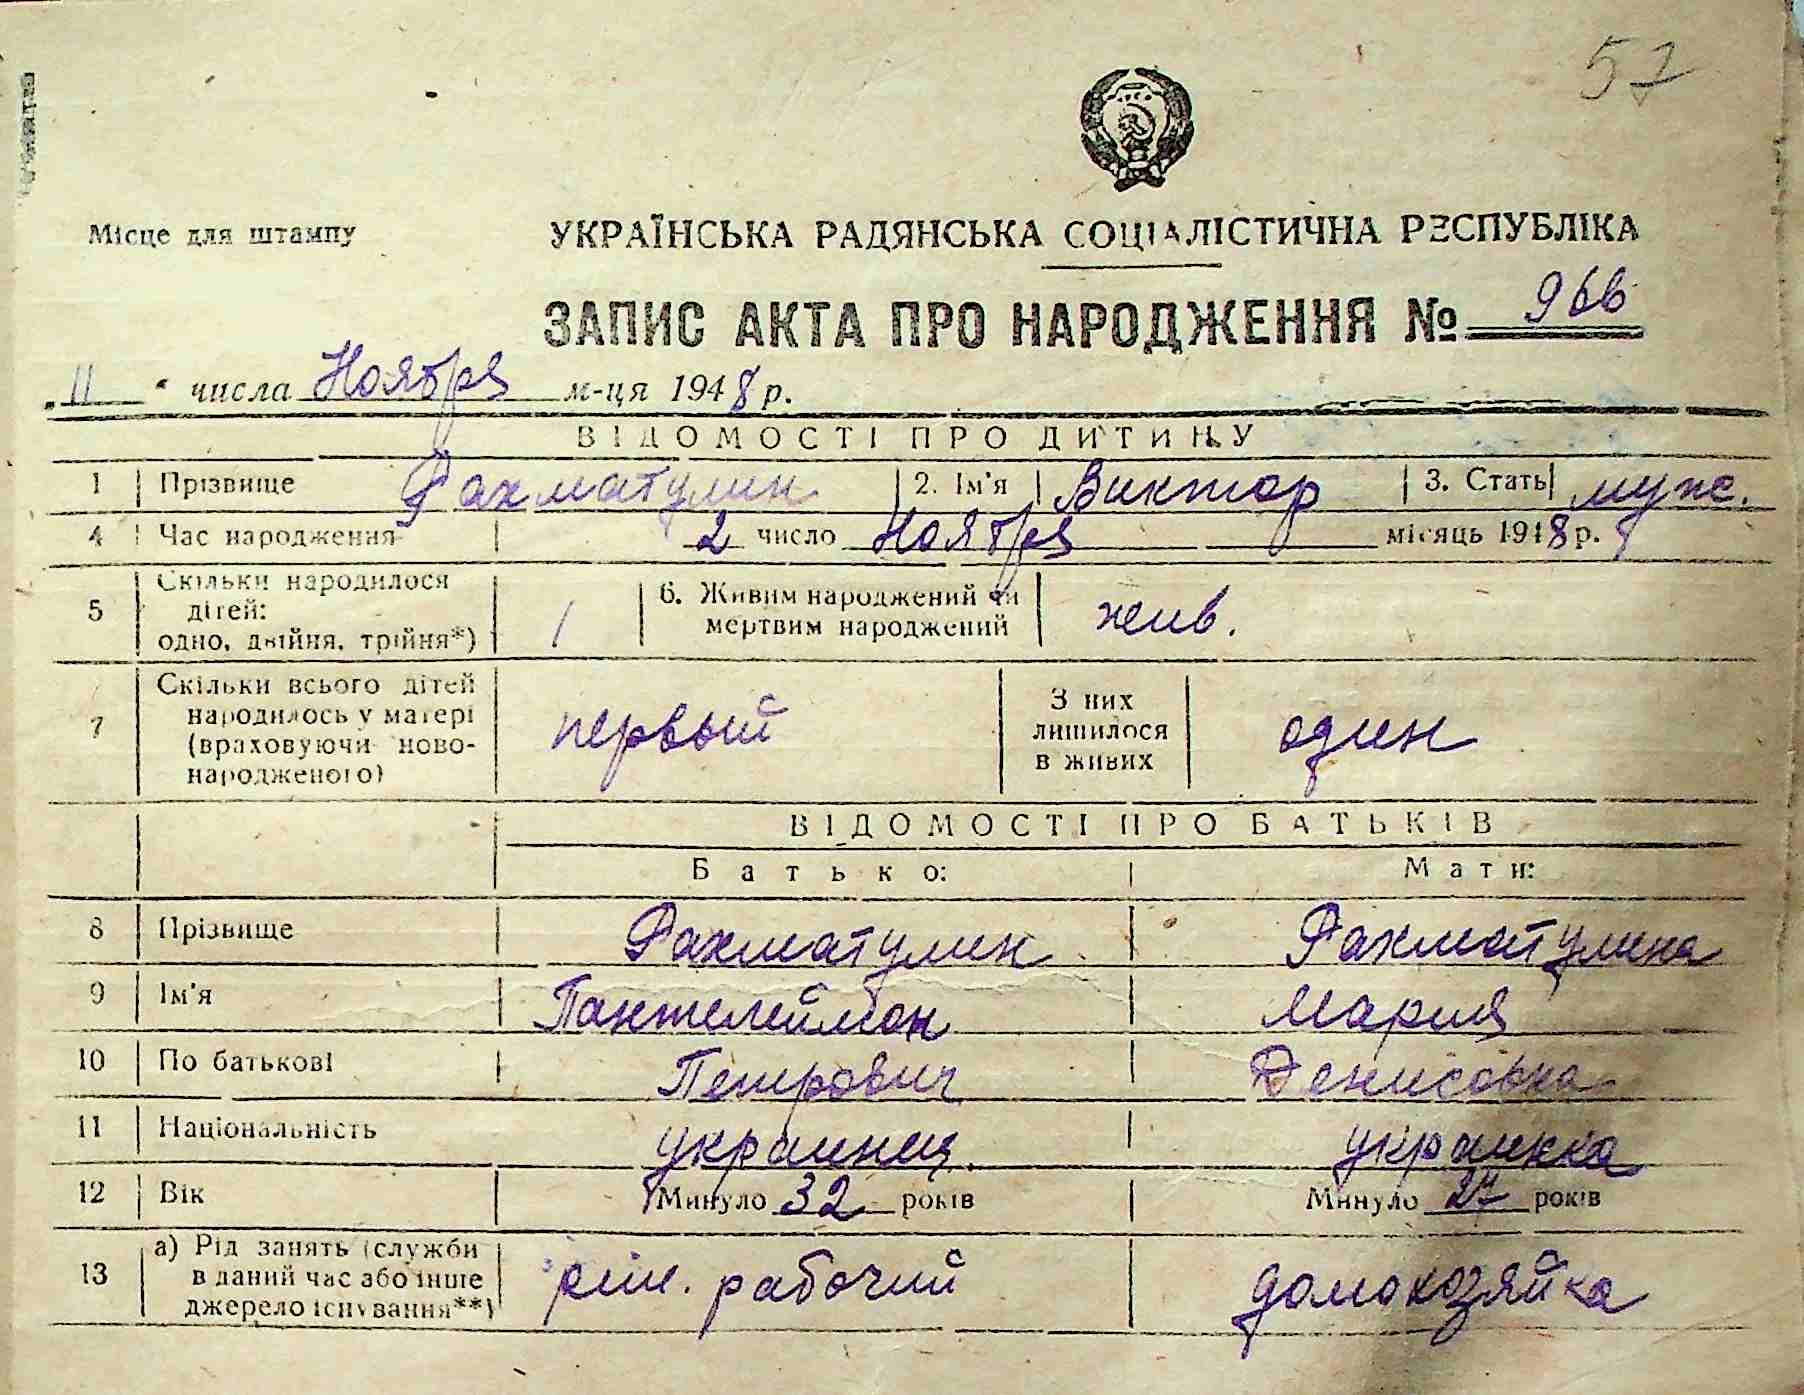 57
Місце для штампу
УКРАЇНСЬКА РАДЯНСЬКА СОЦІАЛІСТИЧНА РЕСПУБЛІКА
ЗАПИС АКТА ПРО НАРОДЖЕННЯ № 966
„11" числа Ноября м-ця 1948 р.
ВІДОМОСТІ ПРО ДИТИНУ
1 Прізвище Рахматулин 2. Ім'я Виктор 3. Стать муж.
4 Час народження 2 число Ноября місяць 1948 р.
5 Скільки народилося дітей: одно, двійня, трійня*) 1 6. Живим народжений чи мертвим народжений жив.
7 Скільки всього дітей народилось у матері (враховуючи ново-народженого) первый З них лишилося в живих один
ВІДОМОСТІ ПРО БАТЬКІВ
Батько: Мати:
8 Прізвище Рахматулин Рахматулина
9 Ім'я Пантелеймон Мария
10 По батькові Петрович Денисовна
11 Національність украинец. украинка
12 Вік Минуло 32 років Минуло 27 років
13 а) Рід занять (служби в даний час або інше джерело існування**) рабочий домохозяйка